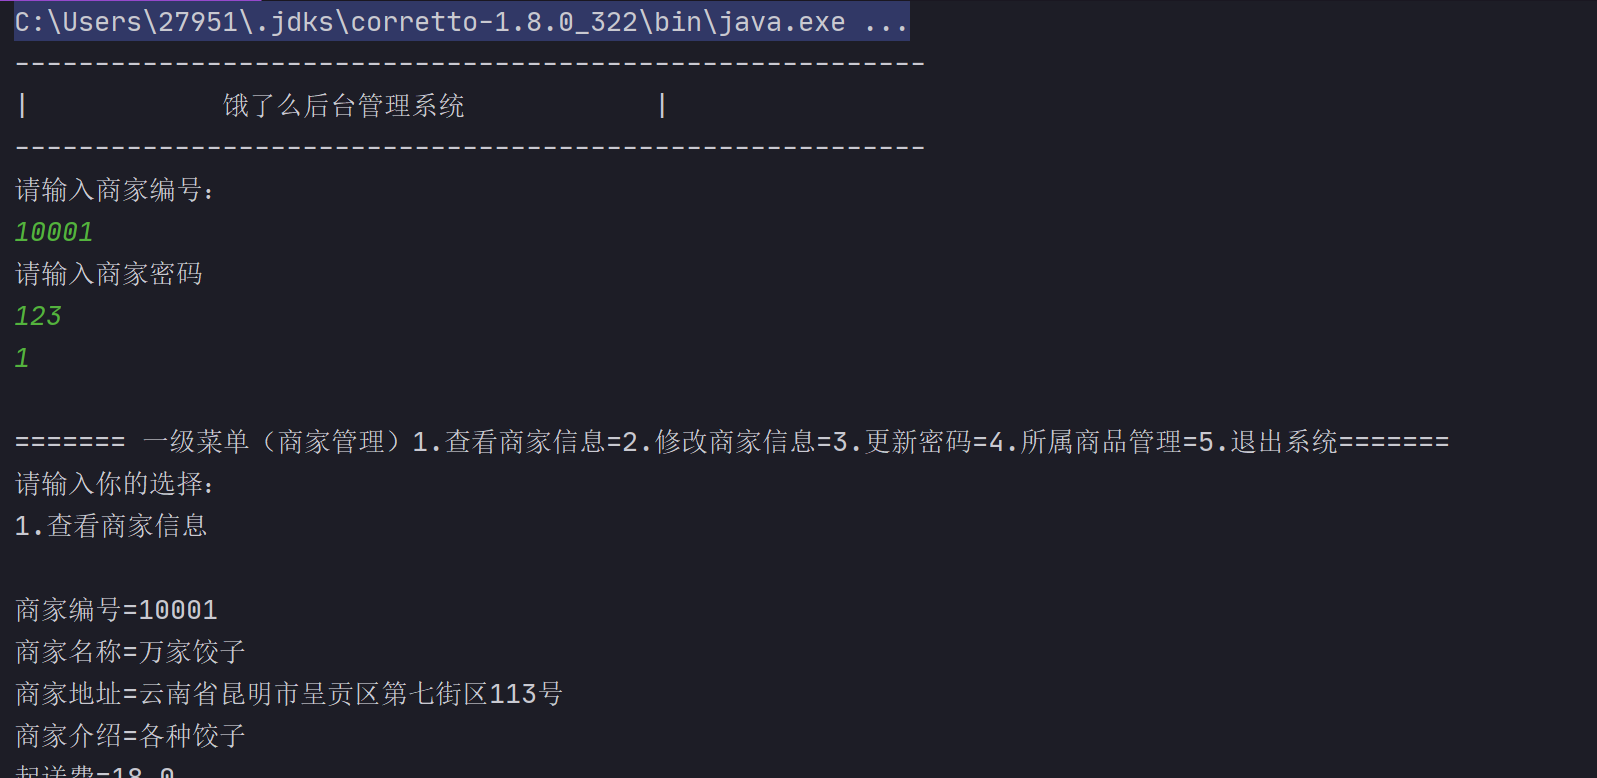 C:\Users\27951\.jdks\corretto-1.8.0_322\bin\java.exe ...
---------------------------------------------------------
|            饿了么后台管理系统            |
---------------------------------------------------------
请输入商家编号：
10001
请输入商家密码
123
1
======= 一级菜单（商家管理）1.查看商家信息=2.修改商家信息=3.更新密码=4.所属商品管理=5.退出系统=======
请输入你的选择：
1.查看商家信息
商家编号=10001
商家名称=万家饺子
商家地址=云南省昆明市呈贡区第七街区113号
商家介绍=各种饺子
起送费=18.0